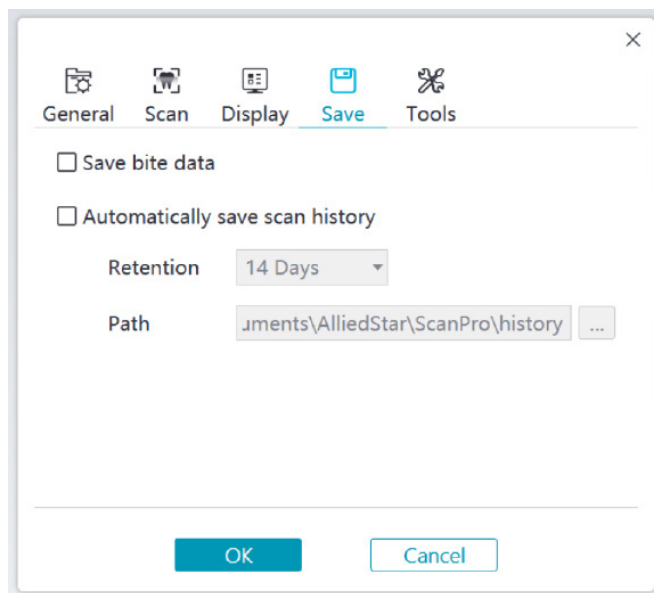 General Scan Display Save Tools
Save bite data
Automatically save scan history
Retention 14 Days
Path uments\AlliedStar\ScanPro\history ...
OK Cancel